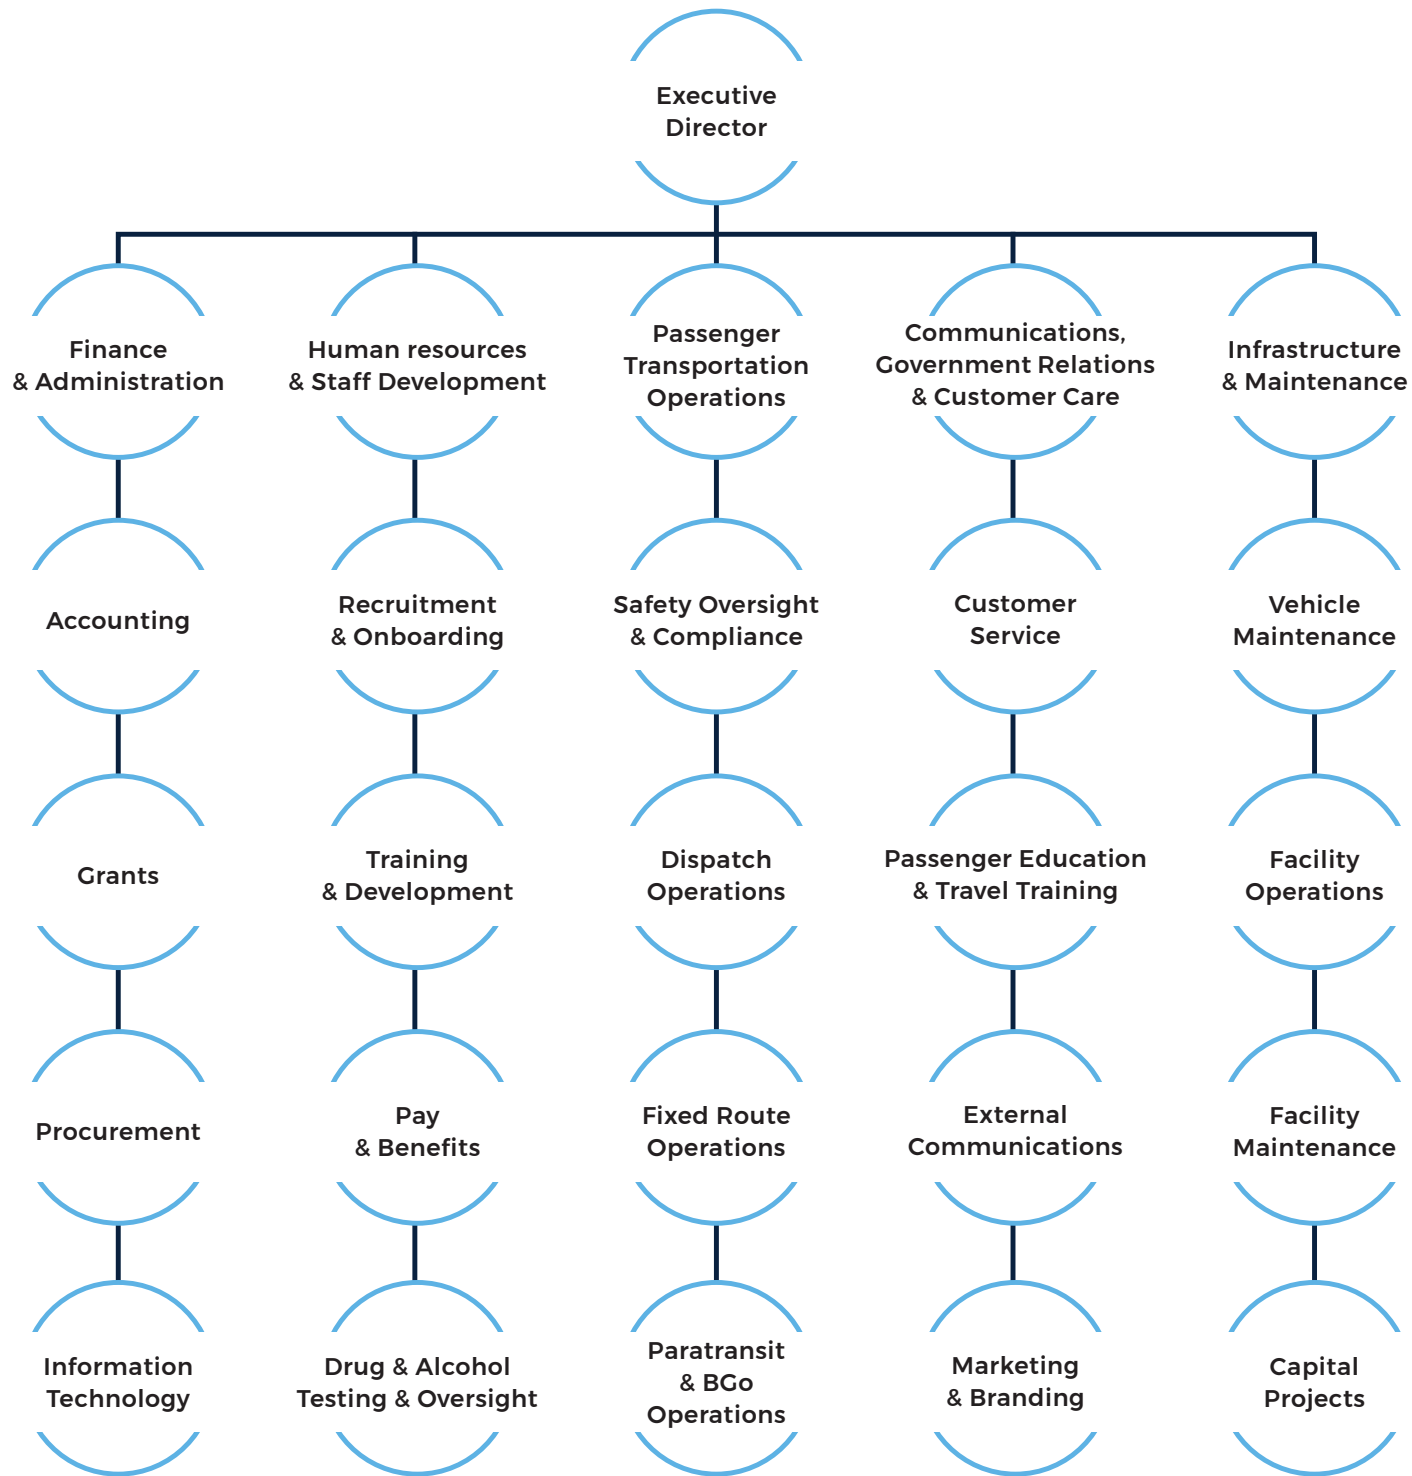 Executive
Director
Finance
& Administration
Human resources
& Staff Development
Passenger
Transportation
Operations
Communications,
Government Relations
& Customer Care
Infrastructure
& Maintenance
Accounting
Recruitment
& Onboarding
Safety Oversight
& Compliance
Customer
Service
Vehicle
Maintenance
Grants
Training
& Development
Dispatch
Operations
Passenger Education
& Travel Training
Facility
Operations
Procurement
Pay
& Benefits
Fixed Route
Operations
External
Communications
Facility
Maintenance
Information
Technology
Drug & Alcohol
Testing & Oversight
Paratransit
& BGo
Operations
Marketing
& Branding
Capital
Projects